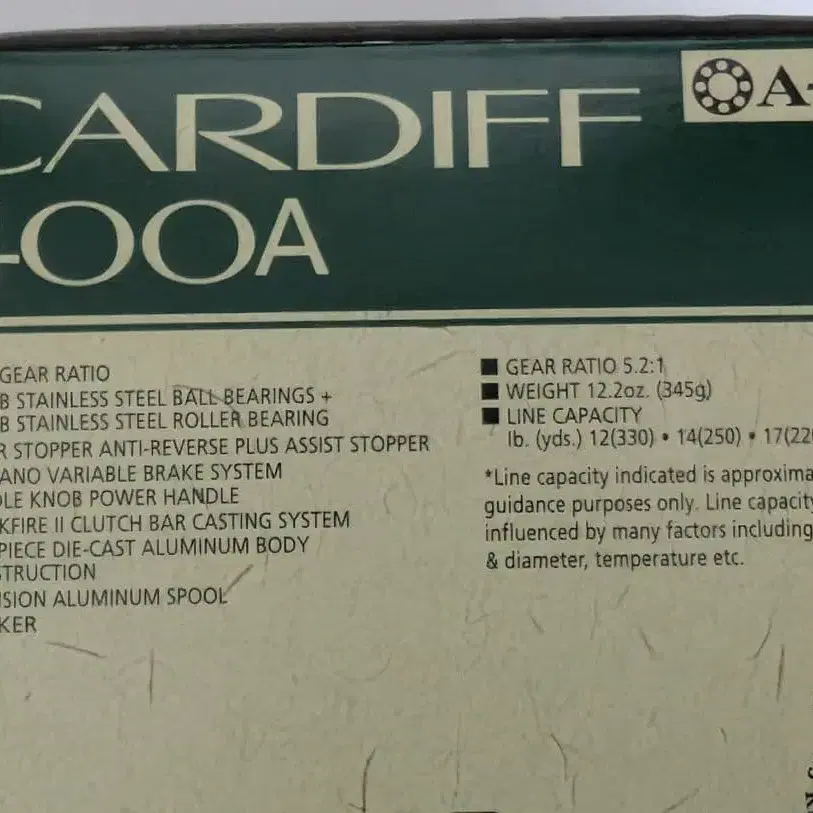 CARDIFF
A-
-00A
GEAR RATIO
B STAINLESS STEEL BALL BEARINGS +
B STAINLESS STEEL ROLLER BEARING
R STOPPER ANTI-REVERSE PLUS ASSIST STOPPER
ANO VARIABLE BRAKE SYSTEM
LE KNOB POWER HANDLE
KFIRE II CLUTCH BAR CASTING SYSTEM
PIECE DIE-CAST ALUMINUM BODY
STRUCTION
ISION ALUMINUM SPOOL
KER
■ GEAR RATIO 5.2:1
■ WEIGHT 12.2oz. (345g)
■ LINE CAPACITY
lb. (yds.) 12(330) • 14(250) • 17(220
*Line capacity indicated is approxima
guidance purposes only. Line capacity
influenced by many factors including
& diameter, temperature etc.